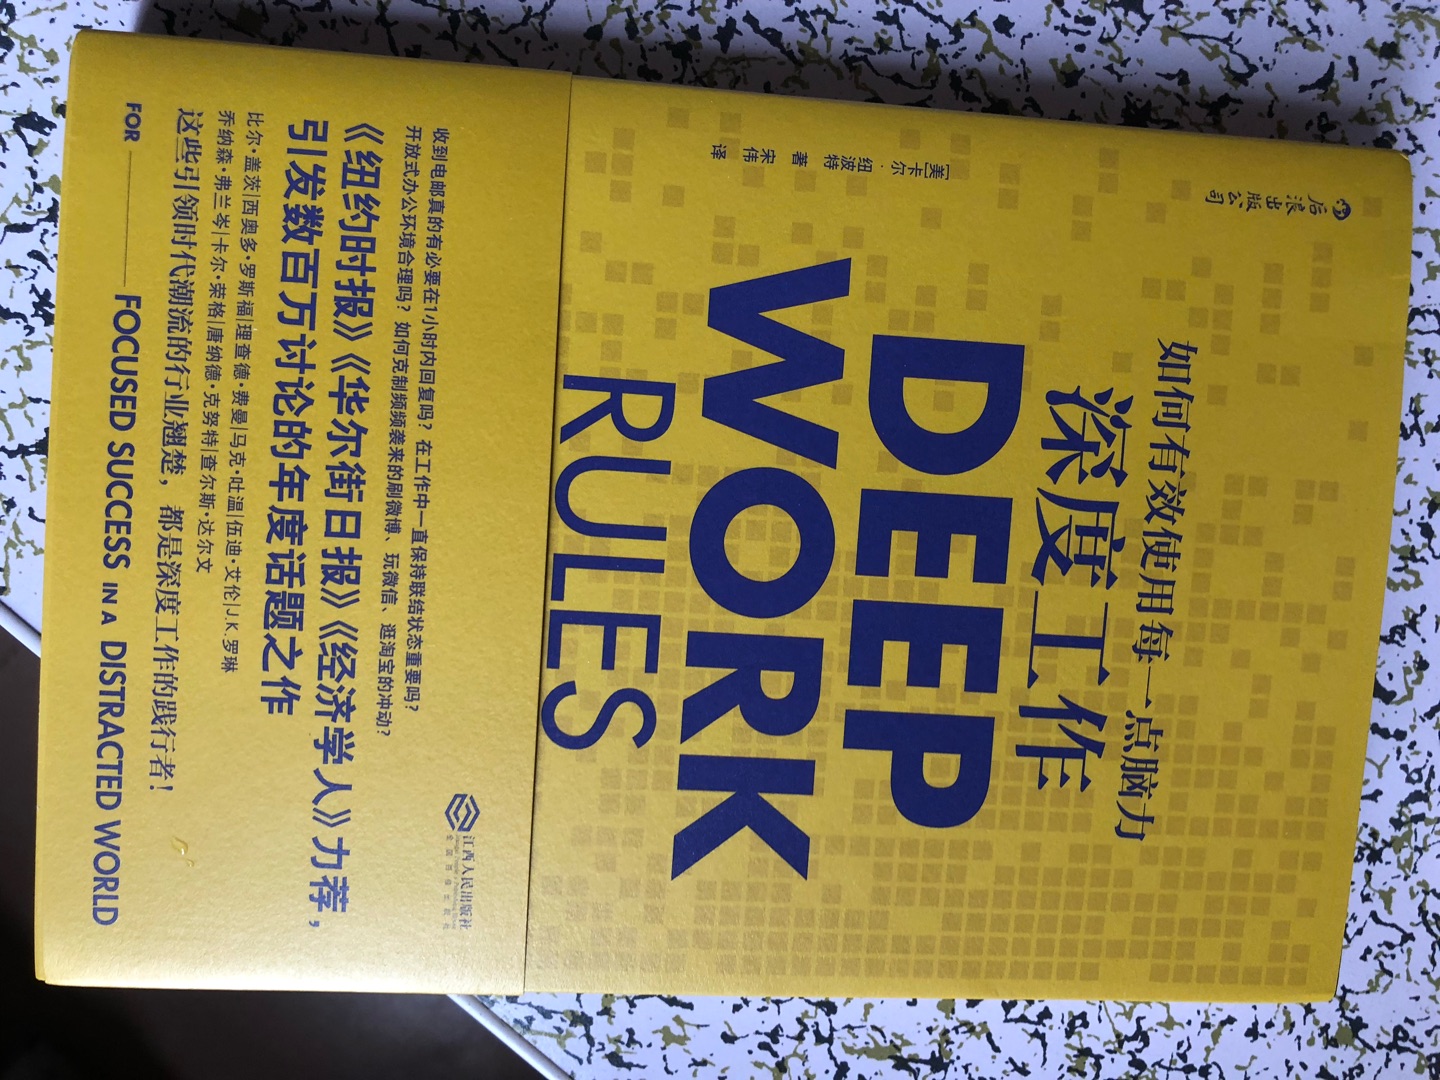 后浪出版公司
如何有效使用每一点脑力
深度工作
DEEP
WORK
RULES
[美]卡尔·纽波特 著
宋伟 译
江西人民出版社
收到电邮真的有必要在1小时内回复吗？在工作中一直保持联结状态重要吗？
开放式办公环境合理吗？如何克制频频袭来的刷微博、玩微信、逛淘宝的冲动？
《纽约时报》《华尔街日报》《经济学人》力荐，
引发数百万讨论的年度话题之作
比尔·盖茨|西奥多·罗斯福|理查德·费曼|马克·吐温|伍迪·艾伦|J.K.罗琳
乔纳森·弗兰岑|卡尔·荣格|唐纳德·克努特|查尔斯·达尔文
这些引领时代潮流的行业翘楚，都是深度工作的践行者！
FOR FOCUSED SUCCESS IN A DISTRACTED WORLD